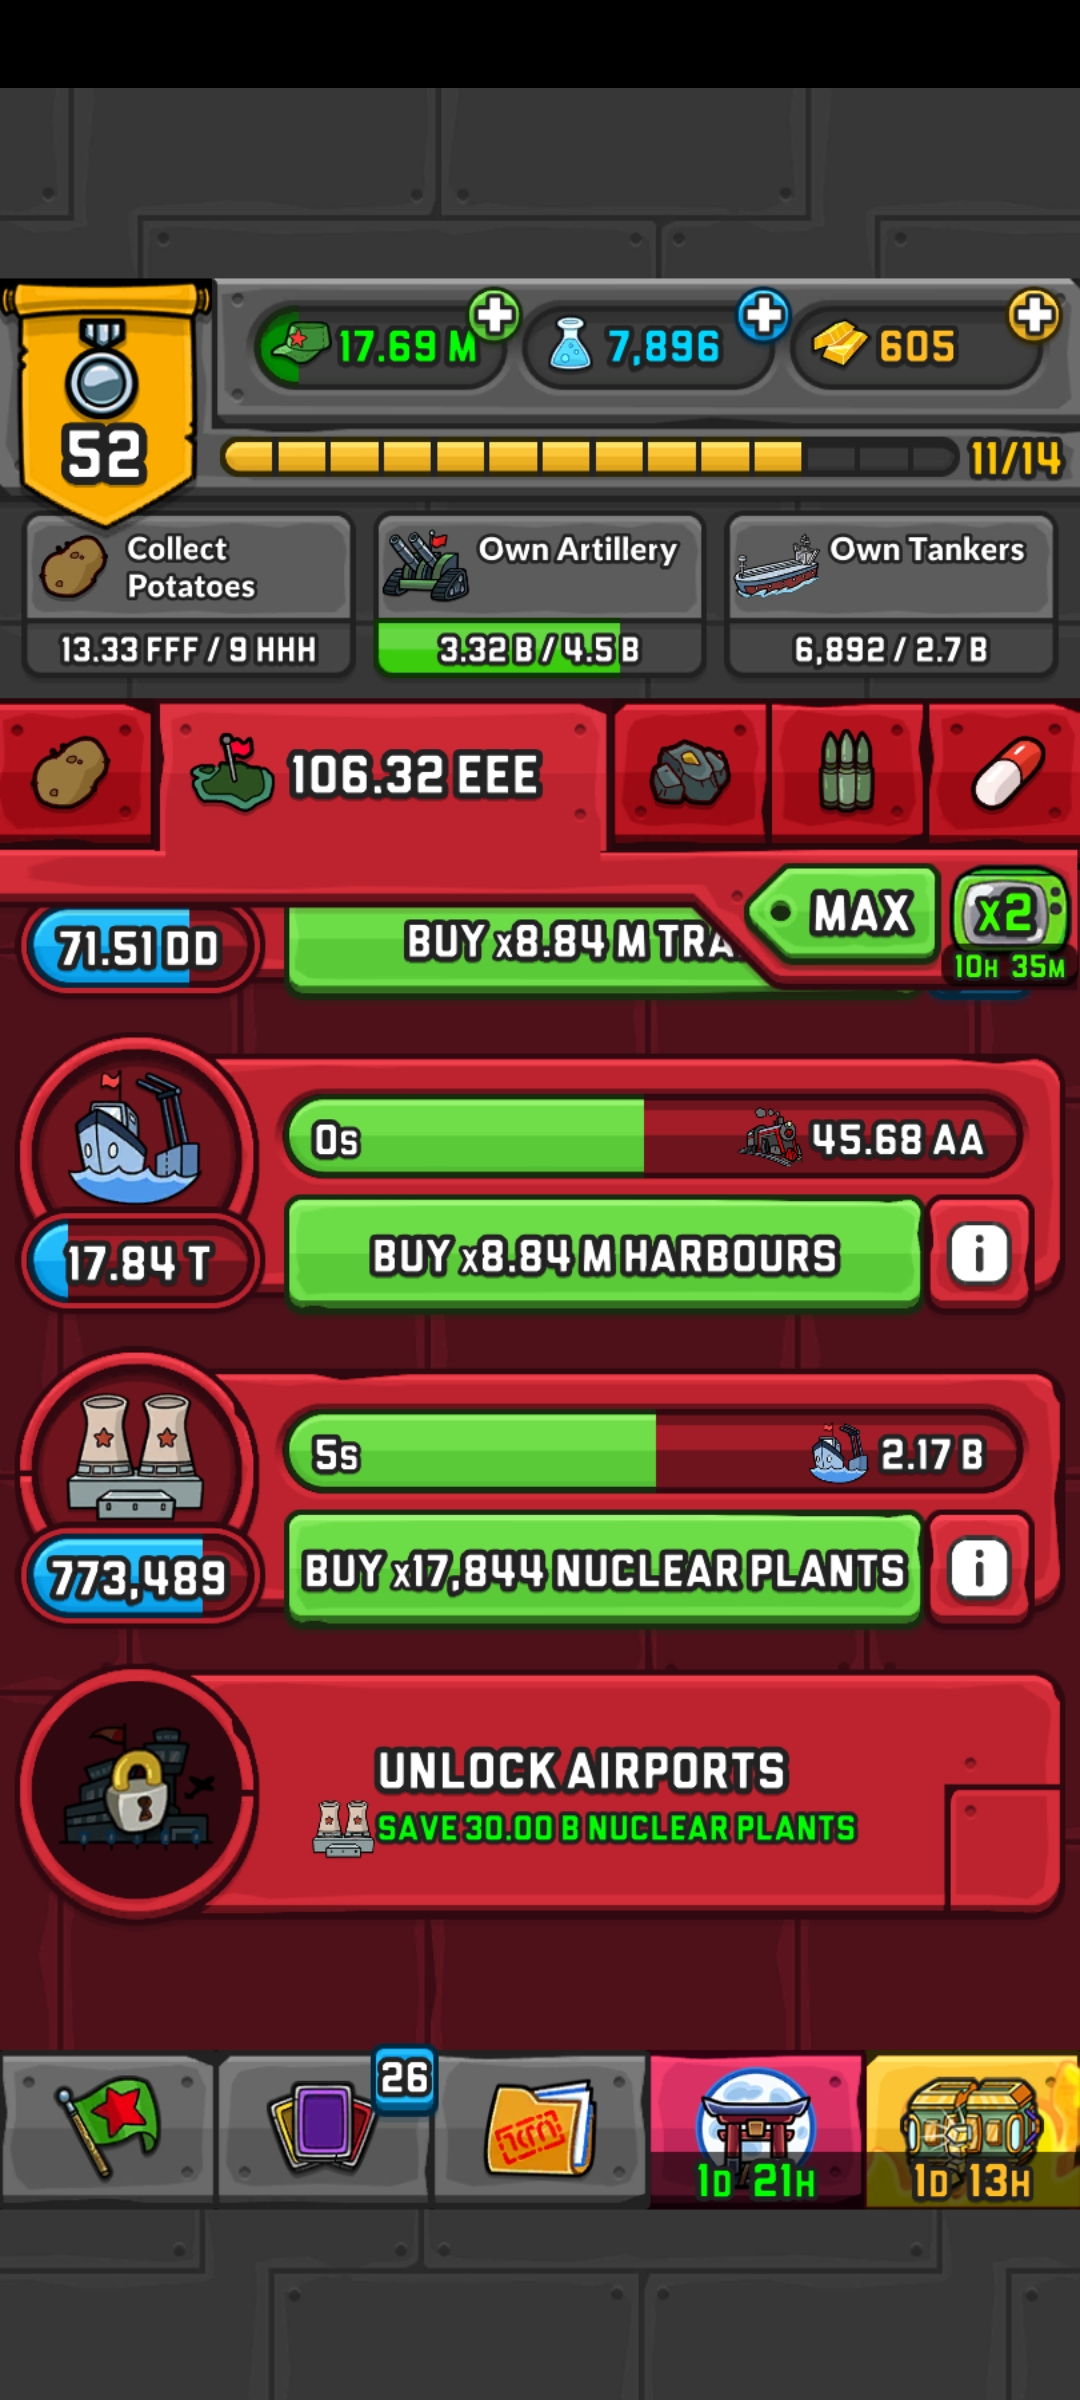 17.69 M
7,896
605
52
11/14
Collect
Potatoes
13.33 FFF / 9 HHH
Own Artillery
3.32 B / 4.5 B
Own Tankers
6,892 / 2.7 B
106.32 EEE
MAX
x2
10H 35M
71.51 DD
BUY x8.84 M TRA
0s
45.68 AA
17.84 T
BUY x8.84 M HARBOURS
i
5s
2.17 B
773,489
BUY x17,844 NUCLEAR PLANTS
i
UNLOCK AIRPORTS
SAVE 30.00 B NUCLEAR PLANTS
26
1D 21H
1D 13H